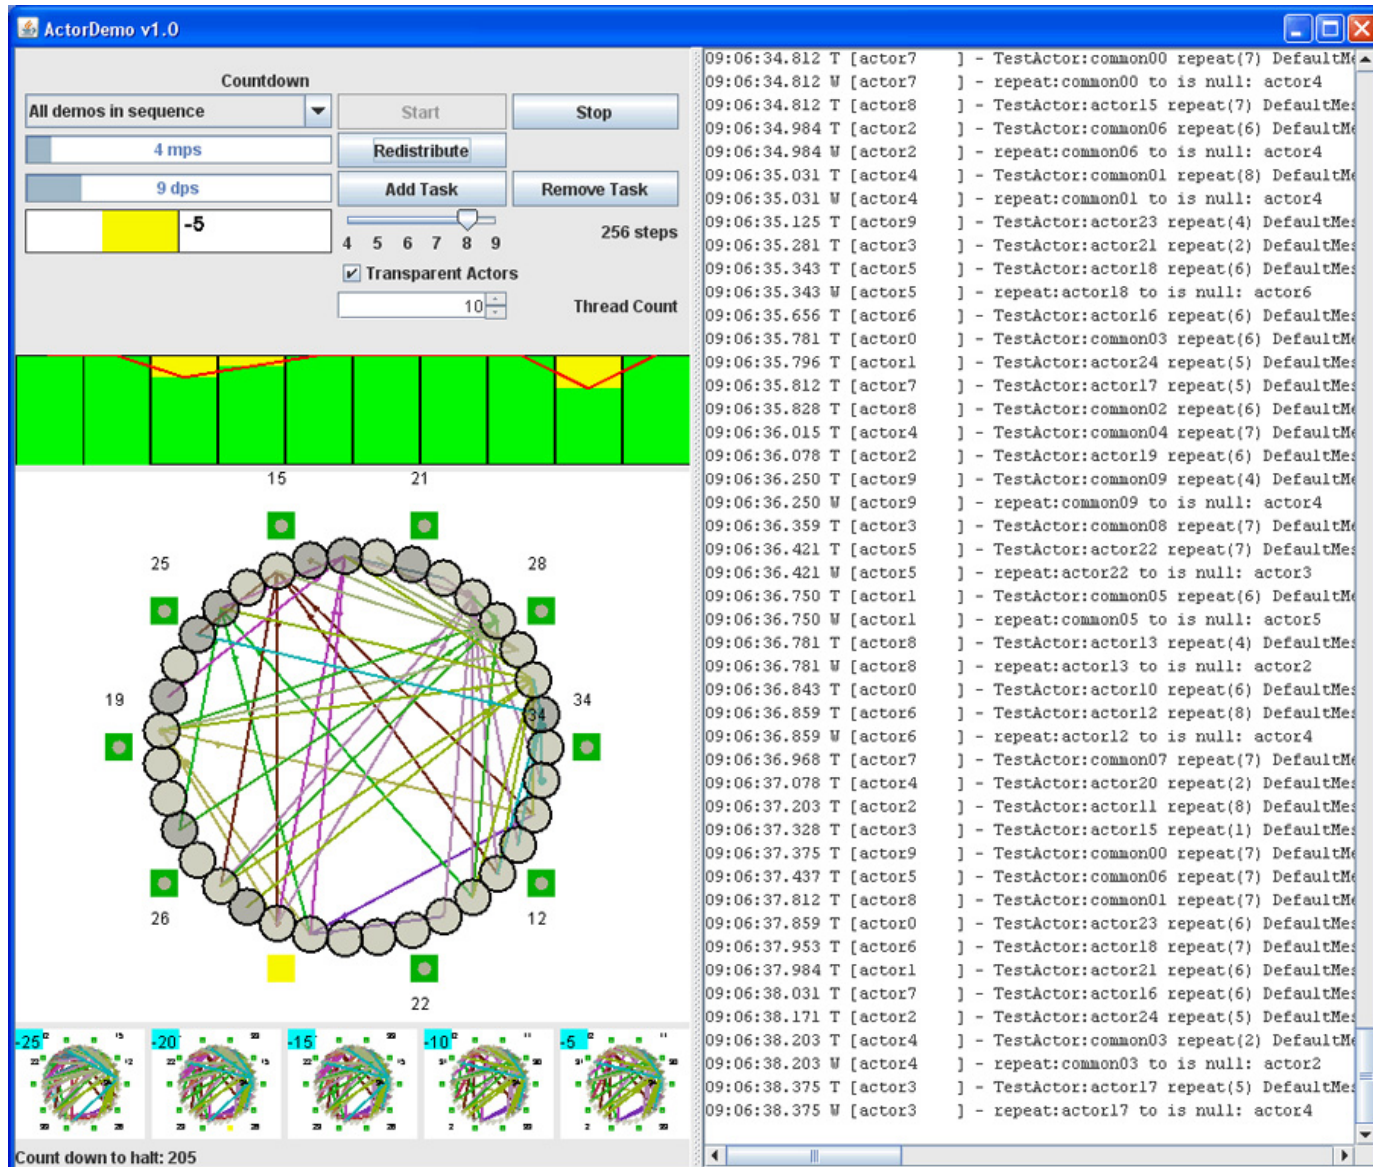 ActorDemo v1.0
Countdown
All demos in sequence
Start
Stop
4 mps
Redistribute
9 dps
Add Task
Remove Task
-5
4 5 6 7 8 9
256 steps
Transparent Actors
10
Thread Count
15 21
25 28
19 34
34
26 12
22
-25 -20 -15 -10 -5
Count down to halt: 205
09:06:34.812 T [actor7 ] - TestActor:common00 repeat(7) DefaultMe
09:06:34.812 W [actor7 ] - repeat:common00 to is null: actor4
09:06:34.812 T [actor8 ] - TestActor:actor15 repeat(7) DefaultMes
09:06:34.984 T [actor2 ] - TestActor:common06 repeat(6) DefaultMe
09:06:34.984 W [actor2 ] - repeat:common06 to is null: actor4
09:06:35.031 T [actor4 ] - TestActor:common01 repeat(8) DefaultMe
09:06:35.031 W [actor4 ] - repeat:common01 to is null: actor4
09:06:35.125 T [actor9 ] - TestActor:actor23 repeat(4) DefaultMes
09:06:35.281 T [actor3 ] - TestActor:actor21 repeat(2) DefaultMes
09:06:35.343 T [actor5 ] - TestActor:actor18 repeat(6) DefaultMes
09:06:35.343 W [actor5 ] - repeat:actor18 to is null: actor6
09:06:35.656 T [actor6 ] - TestActor:actor16 repeat(6) DefaultMes
09:06:35.781 T [actor0 ] - TestActor:common03 repeat(6) DefaultMe
09:06:35.796 T [actor1 ] - TestActor:actor24 repeat(5) DefaultMes
09:06:35.812 T [actor7 ] - TestActor:actor17 repeat(5) DefaultMes
09:06:35.828 T [actor8 ] - TestActor:common02 repeat(6) DefaultMe
09:06:36.015 T [actor4 ] - TestActor:common04 repeat(7) DefaultMe
09:06:36.078 T [actor2 ] - TestActor:actor19 repeat(6) DefaultMes
09:06:36.250 T [actor9 ] - TestActor:common09 repeat(4) DefaultMe
09:06:36.250 W [actor9 ] - repeat:common09 to is null: actor4
09:06:36.359 T [actor3 ] - TestActor:common08 repeat(7) DefaultMe
09:06:36.421 T [actor5 ] - TestActor:actor22 repeat(7) DefaultMes
09:06:36.421 W [actor5 ] - repeat:actor22 to is null: actor3
09:06:36.750 T [actor1 ] - TestActor:common05 repeat(6) DefaultMe
09:06:36.750 W [actor1 ] - repeat:common05 to is null: actor5
09:06:36.781 T [actor8 ] - TestActor:actor13 repeat(4) DefaultMes
09:06:36.781 W [actor8 ] - repeat:actor13 to is null: actor2
09:06:36.843 T [actor0 ] - TestActor:actor10 repeat(6) DefaultMes
09:06:36.859 T [actor6 ] - TestActor:actor12 repeat(8) DefaultMes
09:06:36.859 W [actor6 ] - repeat:actor12 to is null: actor4
09:06:36.968 T [actor7 ] - TestActor:common07 repeat(7) DefaultMe
09:06:37.078 T [actor4 ] - TestActor:actor20 repeat(2) DefaultMes
09:06:37.203 T [actor2 ] - TestActor:actor11 repeat(8) DefaultMes
09:06:37.328 T [actor3 ] - TestActor:actor15 repeat(1) DefaultMes
09:06:37.375 T [actor9 ] - TestActor:common00 repeat(7) DefaultMe
09:06:37.437 T [actor5 ] - TestActor:common06 repeat(7) DefaultMe
09:06:37.812 T [actor8 ] - TestActor:common01 repeat(7) DefaultMe
09:06:37.859 T [actor0 ] - TestActor:actor23 repeat(6) DefaultMes
09:06:37.953 T [actor6 ] - TestActor:actor18 repeat(7) DefaultMes
09:06:37.984 T [actor1 ] - TestActor:actor21 repeat(6) DefaultMes
09:06:38.031 T [actor7 ] - TestActor:actor16 repeat(6) DefaultMes
09:06:38.171 T [actor2 ] - TestActor:actor24 repeat(5) DefaultMes
09:06:38.203 T [actor4 ] - TestActor:common03 repeat(2) DefaultMe
09:06:38.203 W [actor4 ] - repeat:common03 to is null: actor2
09:06:38.375 T [actor3 ] - TestActor:actor17 repeat(5) DefaultMes
09:06:38.375 W [actor3 ] - repeat:actor17 to is null: actor4